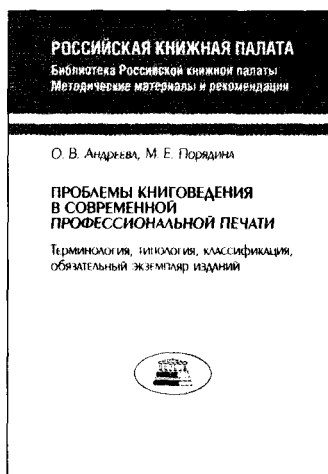 РОССИЙСКАЯ КНИЖНАЯ ПАЛАТА
Библиотека Российской книжной палаты
Методические материалы и рекомендации
О. В. Андреева, М. Е. Порядина
ПРОБЛЕМЫ КНИГОВЕДЕНИЯ
В СОВРЕМЕННОЙ
ПРОФЕССИОНАЛЬНОЙ ПЕЧАТИ
Терминология, типология, классификация,
обязательный экземпляр изданий